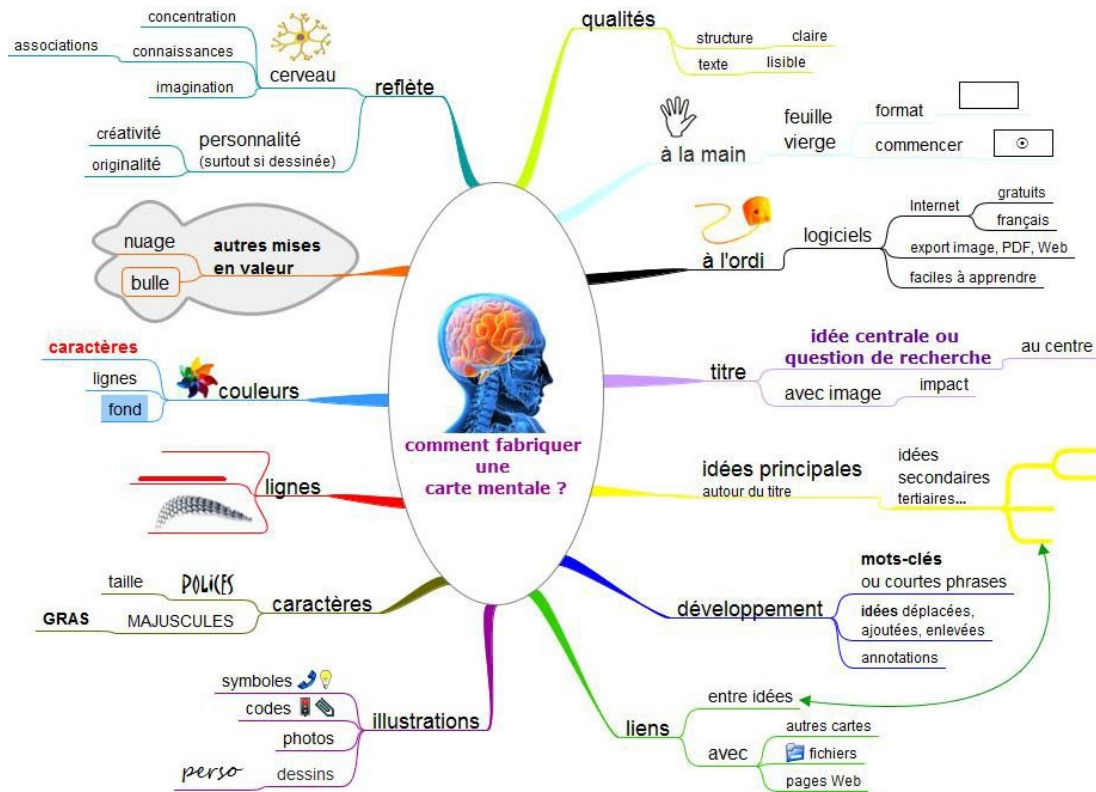 comment fabriquer
une
carte mentale ?
qualités
structure
claire
texte
lisible
à la main
feuille
vierge
format
commencer
à l'ordi
logiciels
Internet
gratuits
français
export image, PDF, Web
faciles à apprendre
titre
idée centrale ou
question de recherche
au centre
avec image
impact
idées principales
autour du titre
idées
secondaires
tertiaires...
développement
mots-clés
ou courtes phrases
idées déplacées,
ajoutées, enlevées
annotations
liens
entre idées
avec
autres cartes
fichiers
pages Web
illustrations
symboles
codes
photos
dessins
perso
caractères
POLICES
taille
MAJUSCULES
GRAS
lignes
couleurs
caractères
lignes
fond
autres mises
en valeur
nuage
bulle
reflète
cerveau
concentration
connaissances
associations
imagination
personnalité
(surtout si dessinée)
créativité
originalité